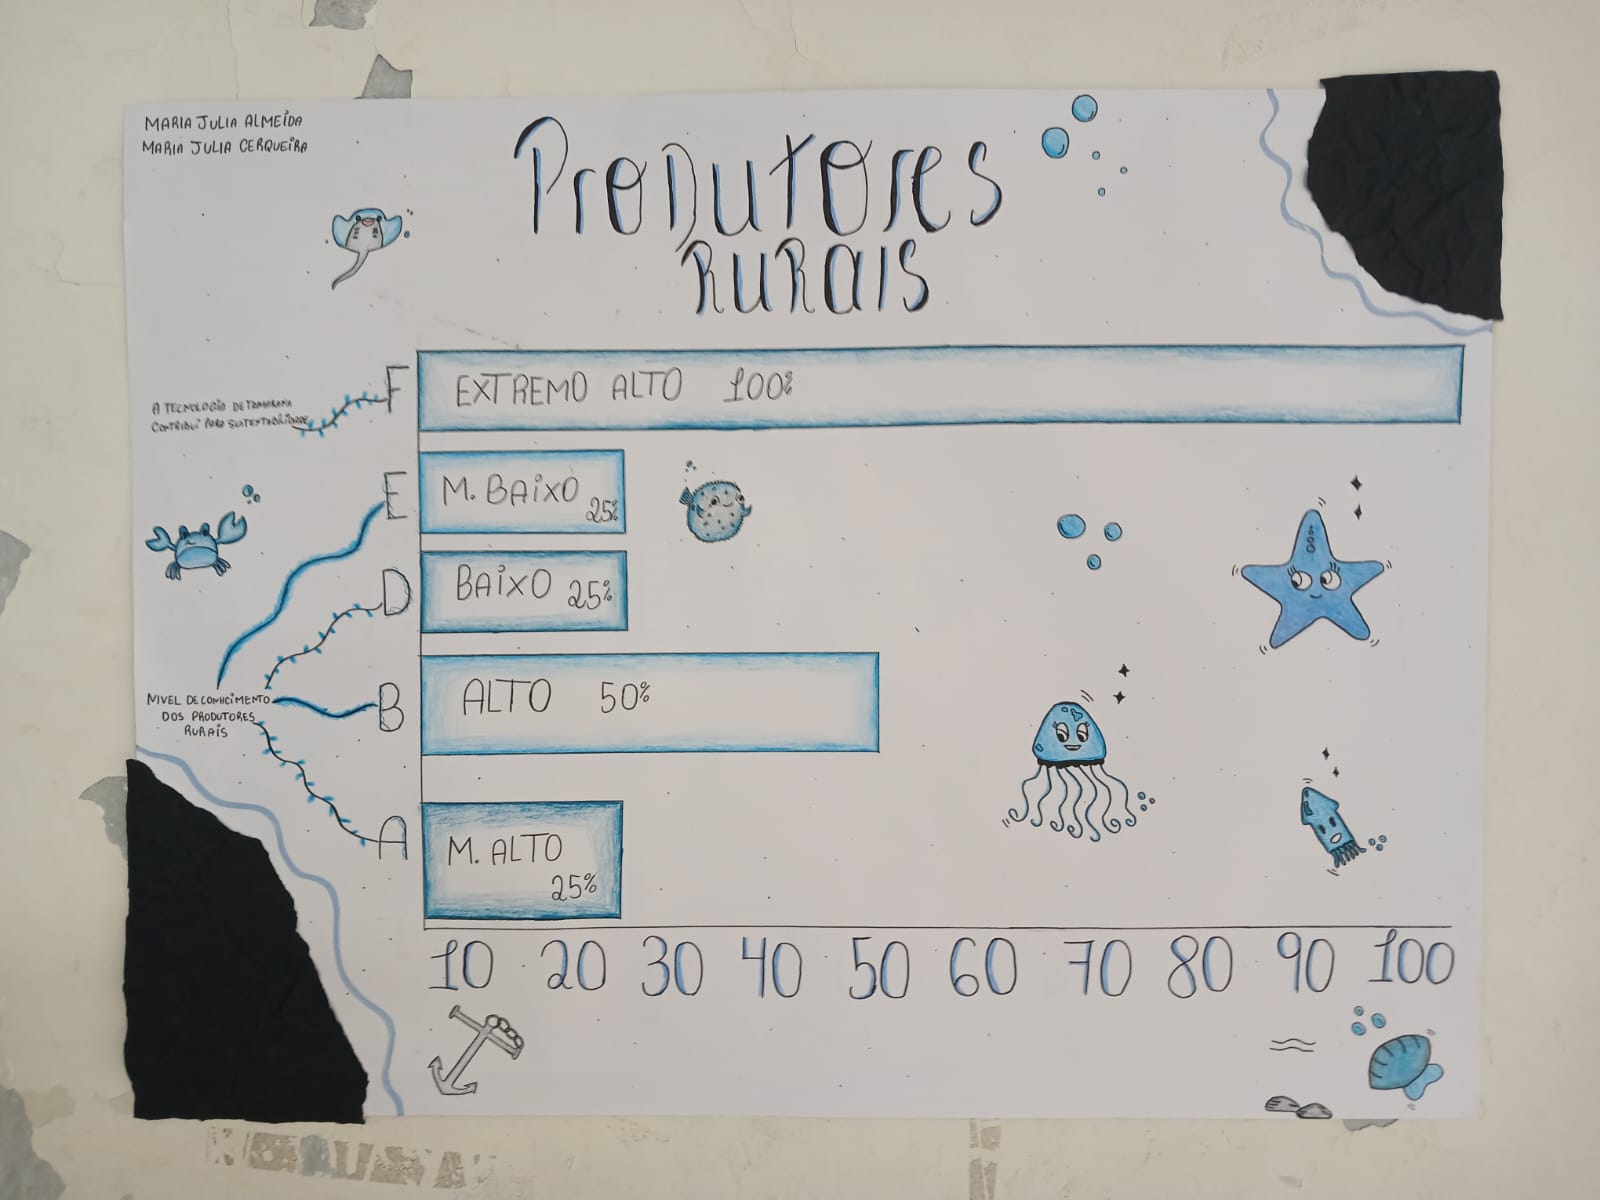 MARIA JULIA ALMEIDA
MARIA JULIA CERQUEIRA
PRODUTORES
RURAIS
F
EXTREMO ALTO 100%
A TECNOLOGIA DE
CONTRIBUI PARA SUSTENTABILIDADE
E
M. BAIXO
25%
D
BAIXO 25%
B
ALTO 50%
NIVEL DE CONHCIMENTO
DOS PRODUTORES
RURAIS
A
M. ALTO
25%
10 20 30 40 50 60 70 80 90 100